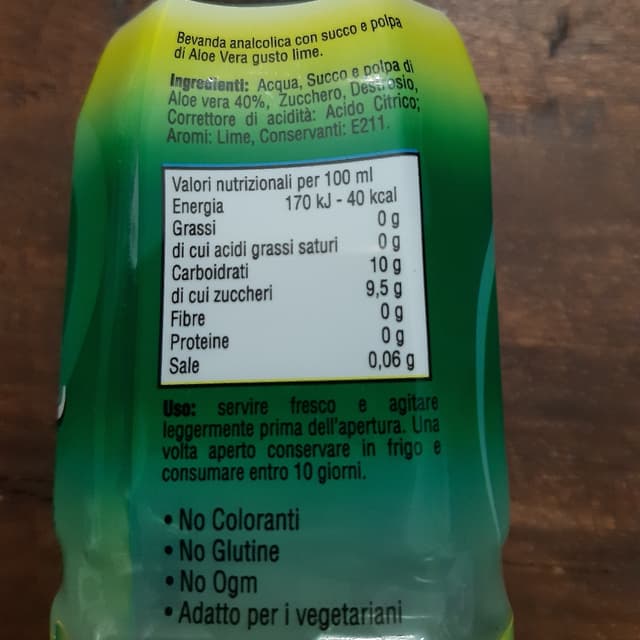 Bevanda analcolica con succo e polpa
di Aloe Vera gusto lime.
Ingredienti: Acqua, Succo e polpa di
Aloe vera 40%, Zucchero, Destrosio,
Correttore di acidità: Acido Citrico;
Aromi: Lime, Conservanti: E211.
Valori nutrizionali per 100 ml
Energia 170 kJ - 40 kcal
Grassi 0 g
di cui acidi grassi saturi 0 g
Carboidrati 10 g
di cui zuccheri 9,5 g
Fibre 0 g
Proteine 0 g
Sale 0,06 g
Uso: servire fresco e agitare
leggermente prima dell'apertura. Una
volta aperto conservare in frigo e
consumare entro 10 giorni.
• No Coloranti
• No Glutine
• No Ogm
• Adatto per i vegetariani